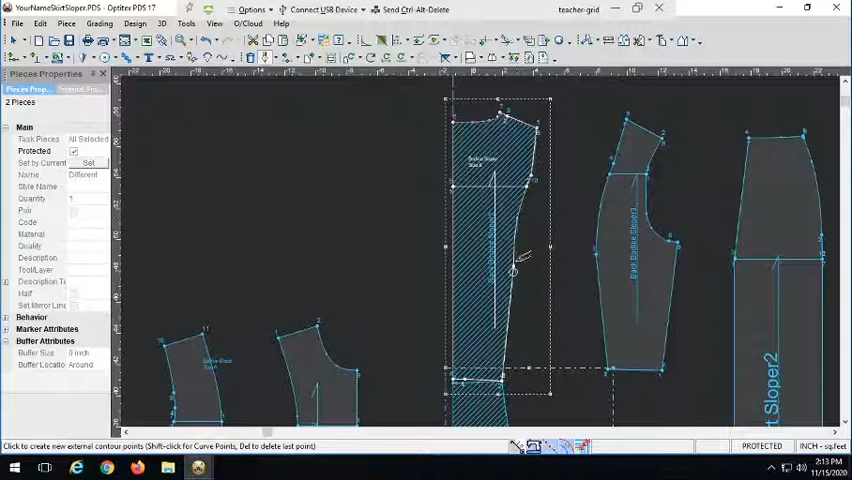 YourNameSkirtSloper.PDS - Optitex PDS 17
Options
Connect USB Device
Send Ctrl-Alt-Delete
teacher-grid
File Edit Piece Grading Design 3D Tools View O/Cloud Help
Pieces Properties
Pieces Prop...
2 Pieces
Main
Task Pieces All Selected
Protected
Set by Current Set
Name Different
Style Name
Quantity 1
Pair
Code
Material
Quality
Description
Tool/Layer
Description T
Half
Set Mirror Line
Behavior
Marker Attributes
Buffer Attributes
Buffer Size 0 inch
Buffer Location Around
Back Bodice Sloper1
Sloper2
Click to create new external contour points (Shift-click for Curve Points, Del to delete last point)
PROTECTED
INCH - sq.feet
2:13 PM
11/15/2020